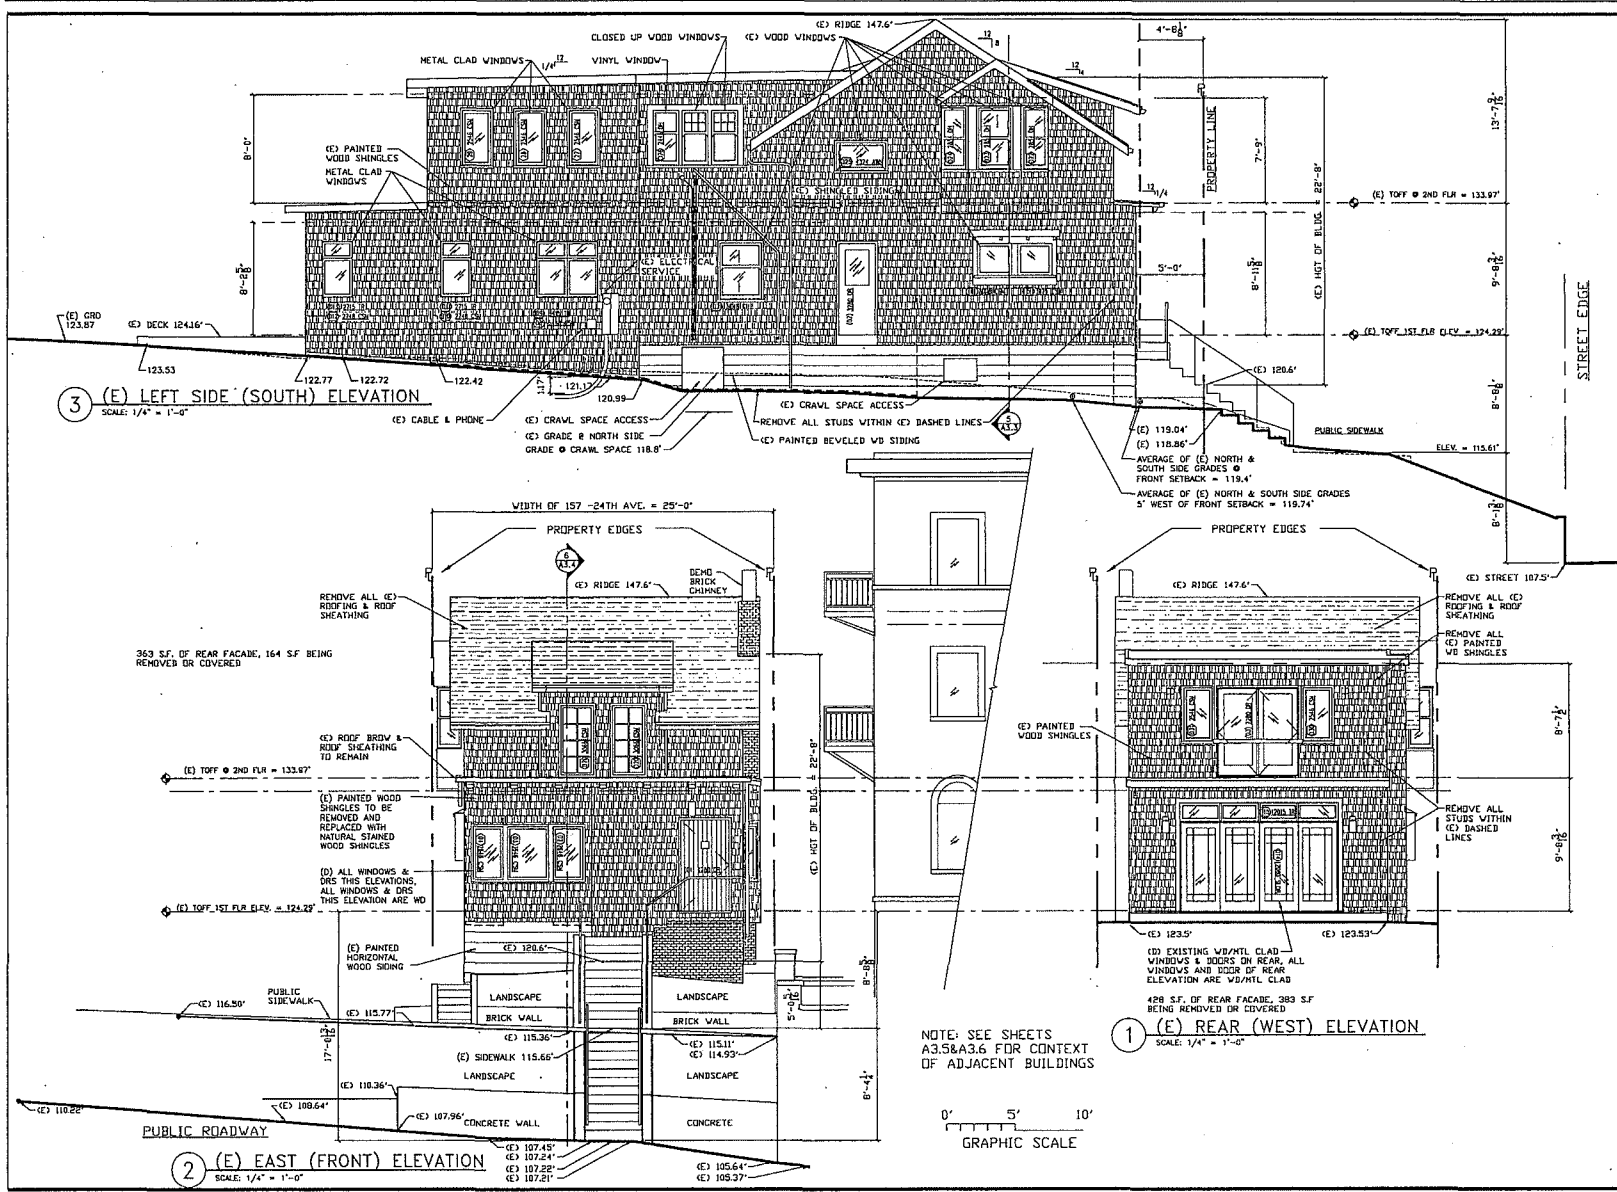 (E) RIDGE 147.6'
CLOSED UP WOOD WINDOWS
(E) WOOD WINDOWS
METAL CLAD WINDOWS
1/4
12
VINYL WINDOW
12
8
12
4
4'-8 1/8"
PROPERTY LINE
13'-7 9/16"
8'-0"
(E) PAINTED
WOOD SHINGLES
METAL CLAD
WINDOWS
(E) SHINGLED SIDING
12
1/4
7'-9"
(E) HGT OF BLDG. = 22'-8"
(E) TOFF @ 2ND FLR = 133.97'
8'-2 5/8"
(E) ELECTRICAL
SERVICE
5'-0"
8'-11 5/8"
9'-8 3/16"
STREET EDGE
(E) GRD
123.87
(E) DECK 124.16'
(E) TOFF 1ST FLR ELEV = 124.29'
123.53
122.77
122.72
122.42
1.17'
121.17
120.99
(E) 120.6'
8'-8 1/8"
3
(E) LEFT SIDE (SOUTH) ELEVATION
SCALE: 1/4" = 1'-0"
(E) CABLE & PHONE
(E) CRAWL SPACE ACCESS
(E) GRADE @ NORTH SIDE
GRADE @ CRAWL SPACE 118.8'
(E) CRAWL SPACE ACCESS
REMOVE ALL STUDS WITHIN (E) DASHED LINES
(E) PAINTED BEVELED WD SIDING
5
A3.3
(E) 119.04'
(E) 118.86'
PUBLIC SIDEWALK
ELEV. = 115.61'
AVERAGE OF (E) NORTH &
SOUTH SIDE GRADES @
FRONT SETBACK = 119.4'
AVERAGE OF (E) NORTH & SOUTH SIDE GRADES
5' WEST OF FRONT SETBACK = 119.74'
(E) STREET 107.5'
WIDTH OF 157 -24TH AVE. = 25'-0"
PROPERTY EDGES
6
A3.4
(E) RIDGE 147.6'
DEMO
BRICK
CHIMNEY
REMOVE ALL (E)
ROOFING & ROOF
SHEATHING
363 S.F. OF REAR FACADE, 164 S.F BEING
REMOVED OR COVERED
(E) ROOF BROW &
ROOF SHEATHING
TO REMAIN
(E) TOFF @ 2ND FLR = 133.97'
(E) PAINTED WOOD
SHINGLES TO BE
REMOVED AND
REPLACED WITH
NATURAL STAINED
WOOD SHINGLES
(E) HGT OF BLDG. = 22'-8"
(D) ALL WINDOWS &
DRS THIS ELEVATIONS,
ALL WINDOWS & DRS
THIS ELEVATION ARE WD
(E) TOFF 1ST FLR ELEV. = 124.29'
(E) PAINTED
HORIZONTAL
WOOD SIDING
(E) 120.6'
PUBLIC
SIDEWALK
LANDSCAPE
LANDSCAPE
BRICK WALL
BRICK WALL
(E) 116.50'
(E) 115.77'
(E) 115.36'
(E) 115.11'
(E) 114.93'
(E) SIDEWALK 115.66'
LANDSCAPE
LANDSCAPE
(E) 110.36'
(E) 110.22'
(E) 108.64'
(E) 107.96'
CONCRETE WALL
CONCRETE
8'-4 1/4"
PUBLIC ROADWAY
(E) 107.45'
(E) 107.24'
(E) 107.22'
(E) 107.21'
(E) 105.64'
(E) 105.37'
2
(E) EAST (FRONT) ELEVATION
SCALE: 1/4" = 1'-0"
PROPERTY EDGES
(E) RIDGE 147.6'
REMOVE ALL (E)
ROOFING & ROOF
SHEATHING
REMOVE ALL
(E) PAINTED
WD SHINGLES
(E) PAINTED
WOOD SHINGLES
8'-7 1/2"
REMOVE ALL
STUDS WITHIN
(E) DASHED
LINES
9'-8 3/16"
(E) 123.5'
(E) 123.53'
(D) EXISTING WD/MTL CLAD
WINDOWS & DOORS ON REAR, ALL
WINDOWS AND DOOR OF REAR
ELEVATION ARE WD/MTL CLAD
428 S.F. OF REAR FACADE, 383 S.F
BEING REMOVED OR COVERED
1
(E) REAR (WEST) ELEVATION
SCALE: 1/4" = 1'-0"
NOTE: SEE SHEETS
A3.5&A3.6 FOR CONTEXT
OF ADJACENT BUILDINGS
0' 5' 10'
GRAPHIC SCALE